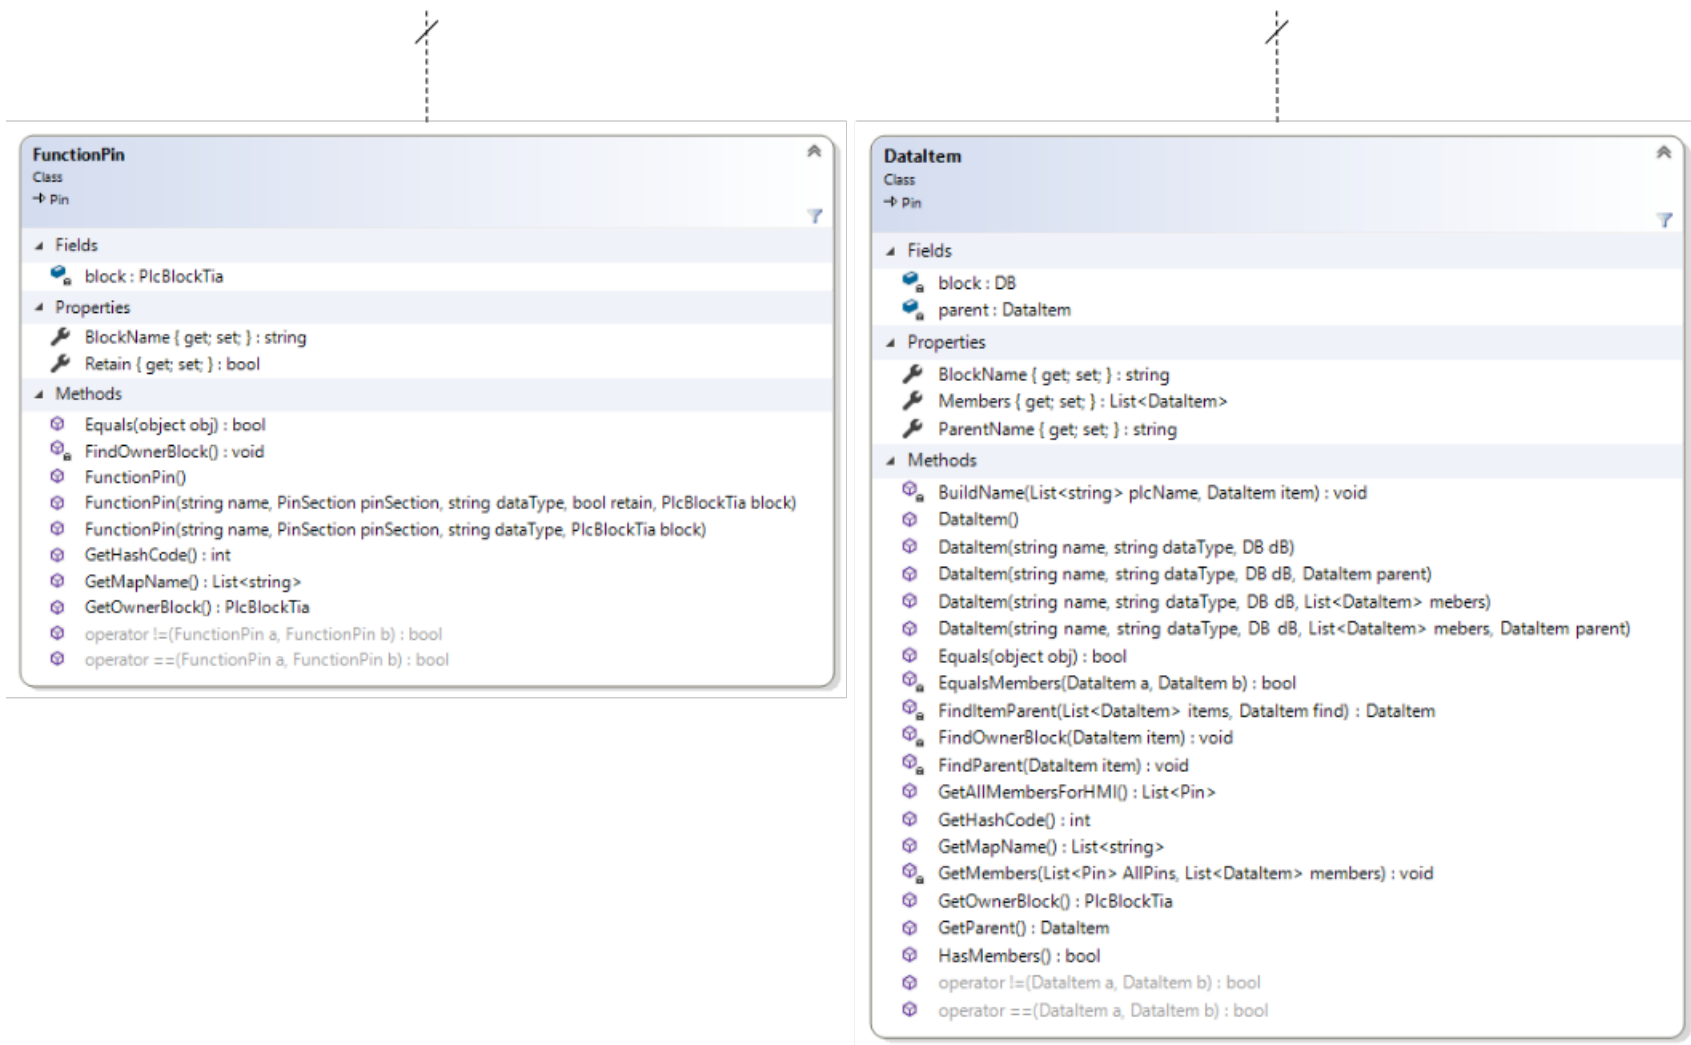 FunctionPin
Class
Pin
Fields
block : PlcBlockTia
Properties
BlockName { get; set; } : string
Retain { get; set; } : bool
Methods
Equals(object obj) : bool
FindOwnerBlock() : void
FunctionPin()
FunctionPin(string name, PinSection pinSection, string dataType, bool retain, PlcBlockTia block)
FunctionPin(string name, PinSection pinSection, string dataType, PlcBlockTia block)
GetHashCode() : int
GetMapName() : List<string>
GetOwnerBlock() : PlcBlockTia
operator !=(FunctionPin a, FunctionPin b) : bool
operator ==(FunctionPin a, FunctionPin b) : bool
DataItem
Class
Pin
Fields
block : DB
parent : DataItem
Properties
BlockName { get; set; } : string
Members { get; set; } : List<DataItem>
ParentName { get; set; } : string
Methods
BuildName(List<string> plcName, DataItem item) : void
DataItem()
DataItem(string name, string dataType, DB dB)
DataItem(string name, string dataType, DB dB, DataItem parent)
DataItem(string name, string dataType, DB dB, List<DataItem> mebers)
DataItem(string name, string dataType, DB dB, List<DataItem> mebers, DataItem parent)
Equals(object obj) : bool
EqualsMembers(DataItem a, DataItem b) : bool
FindItemParent(List<DataItem> items, DataItem find) : DataItem
FindOwnerBlock(DataItem item) : void
FindParent(DataItem item) : void
GetAllMembersForHMI() : List<Pin>
GetHashCode() : int
GetMapName() : List<string>
GetMembers(List<Pin> AllPins, List<DataItem> members) : void
GetOwnerBlock() : PlcBlockTia
GetParent() : DataItem
HasMembers() : bool
operator !=(DataItem a, DataItem b) : bool
operator ==(DataItem a, DataItem b) : bool